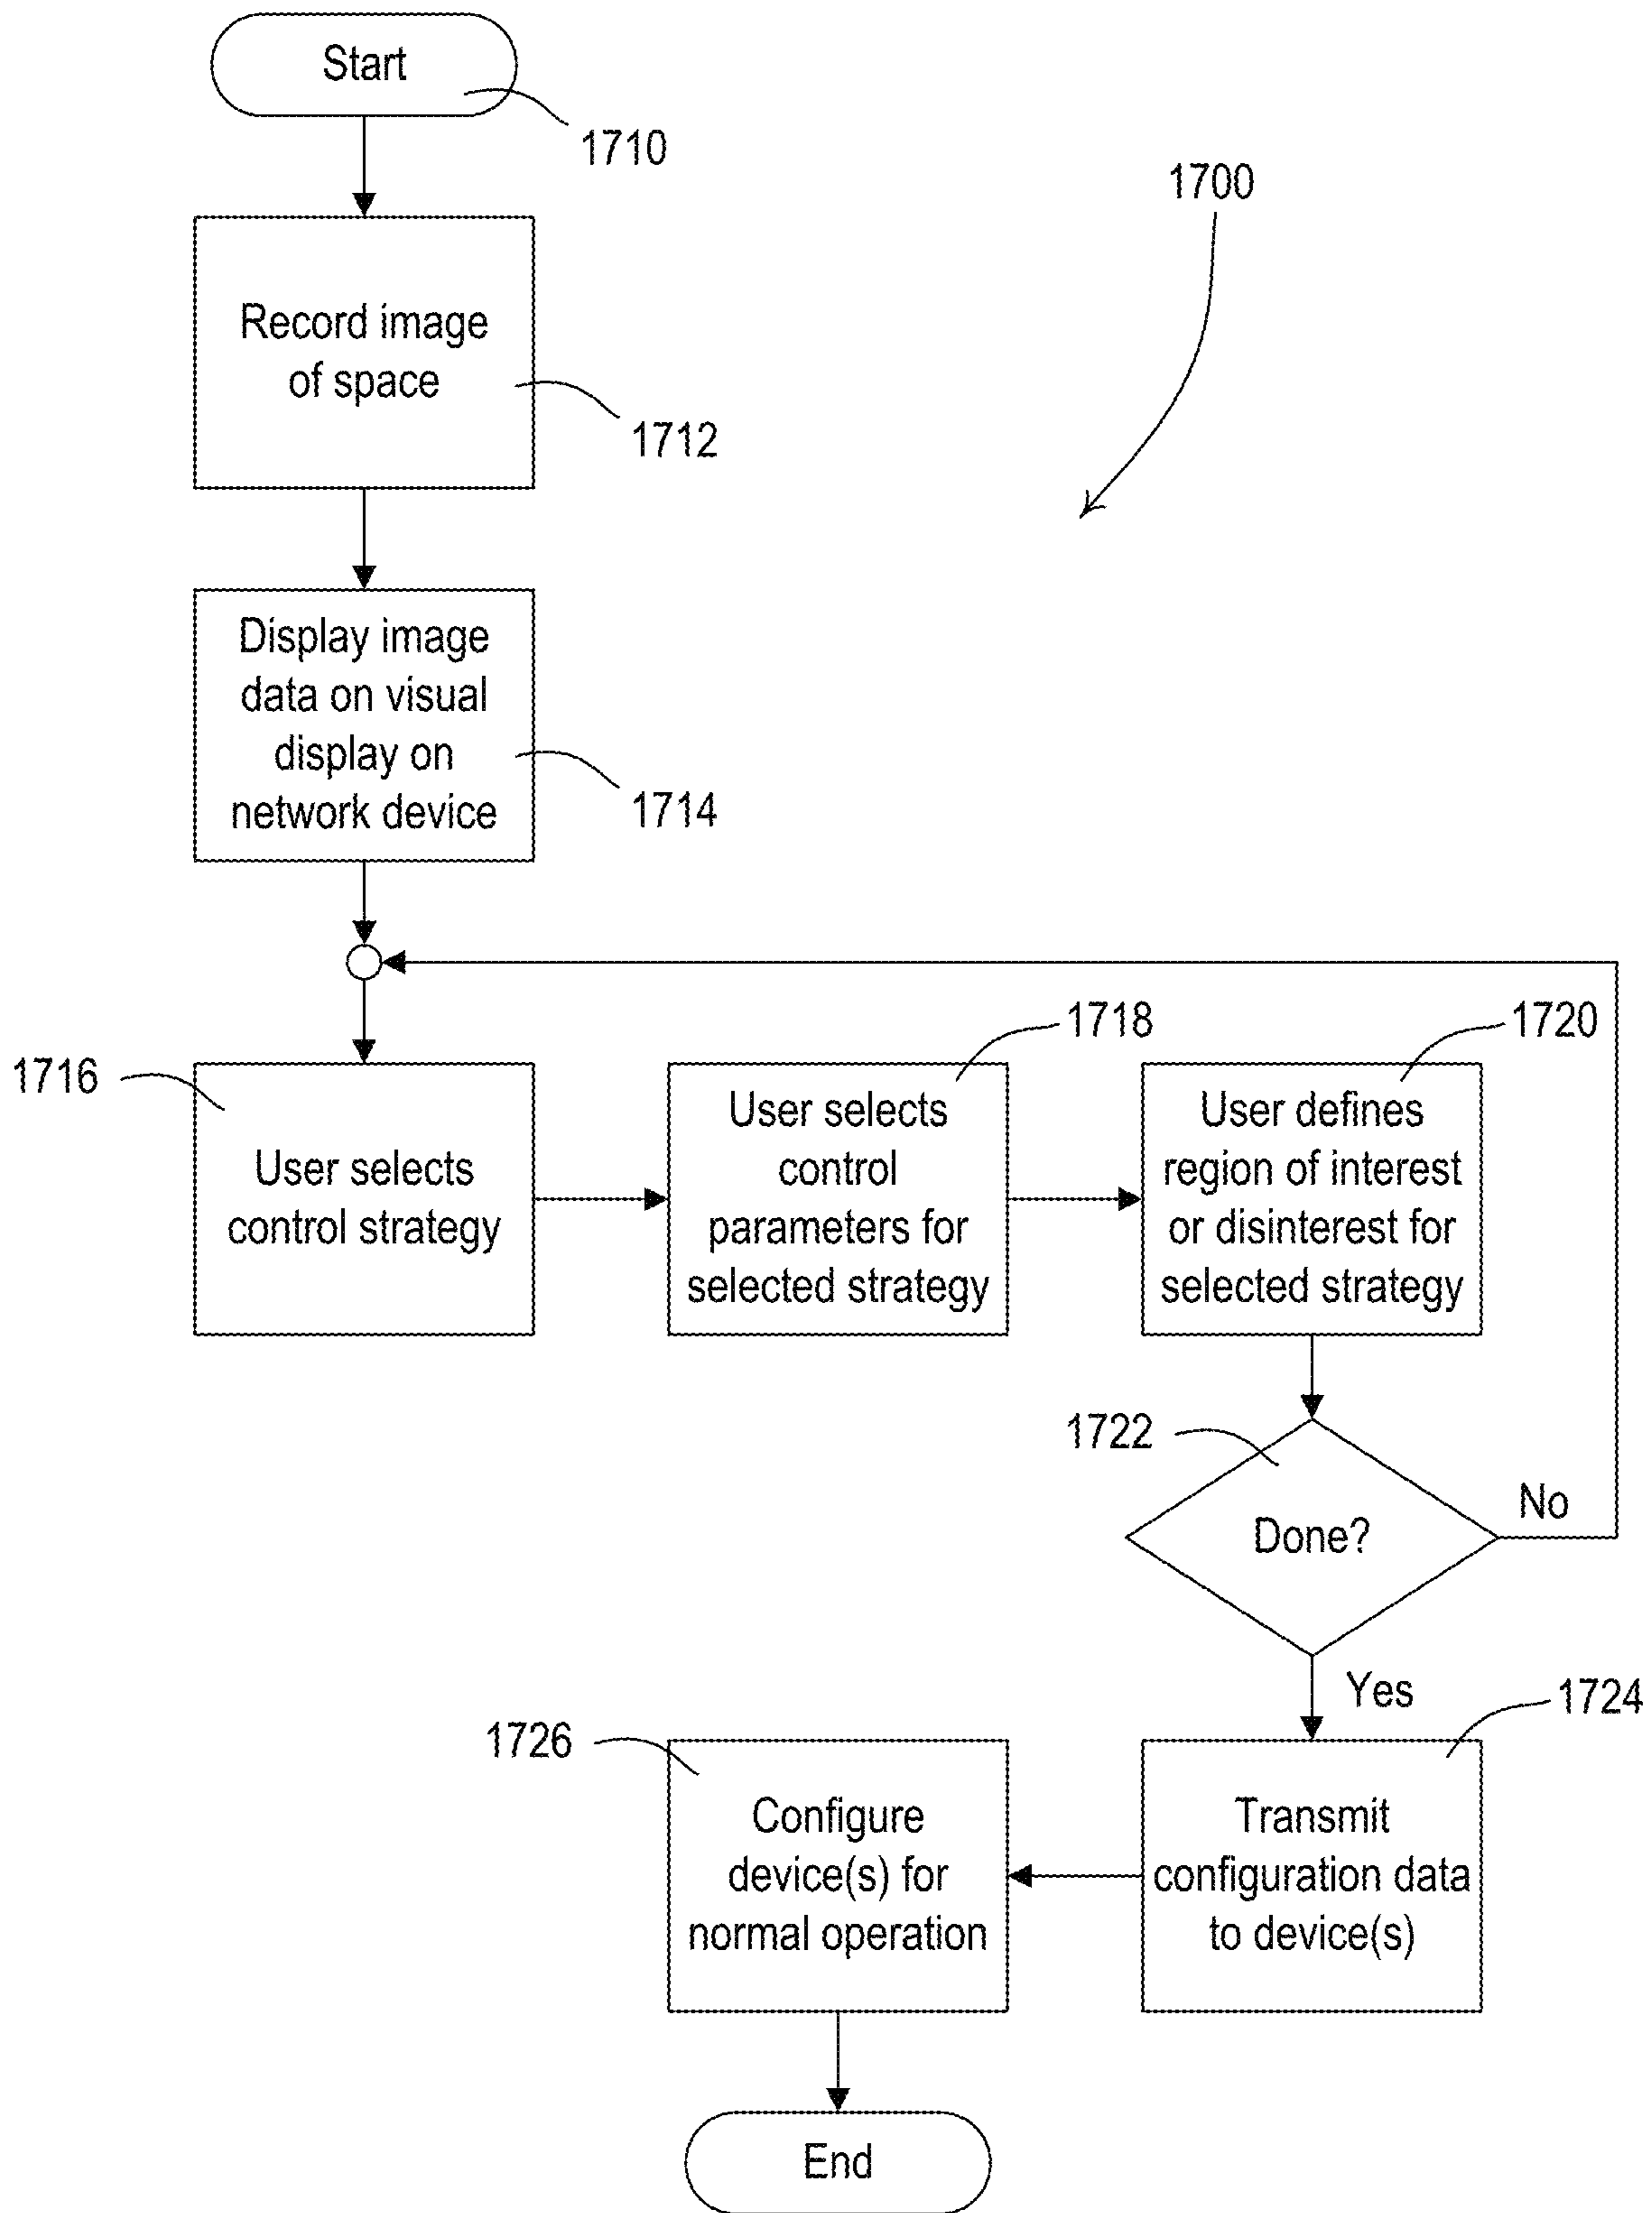 Start
1710
1700
Record image
of space
1712
Display image
data on visual
display on
network device
1714
1716
User selects
control strategy
1718
User selects
control
parameters for
selected strategy
1720
User defines
region of interest
or disinterest for
selected strategy
1722
Done?
No
Yes
1724
Transmit
configuration data
to device(s)
1726
Configure
device(s) for
normal operation
End